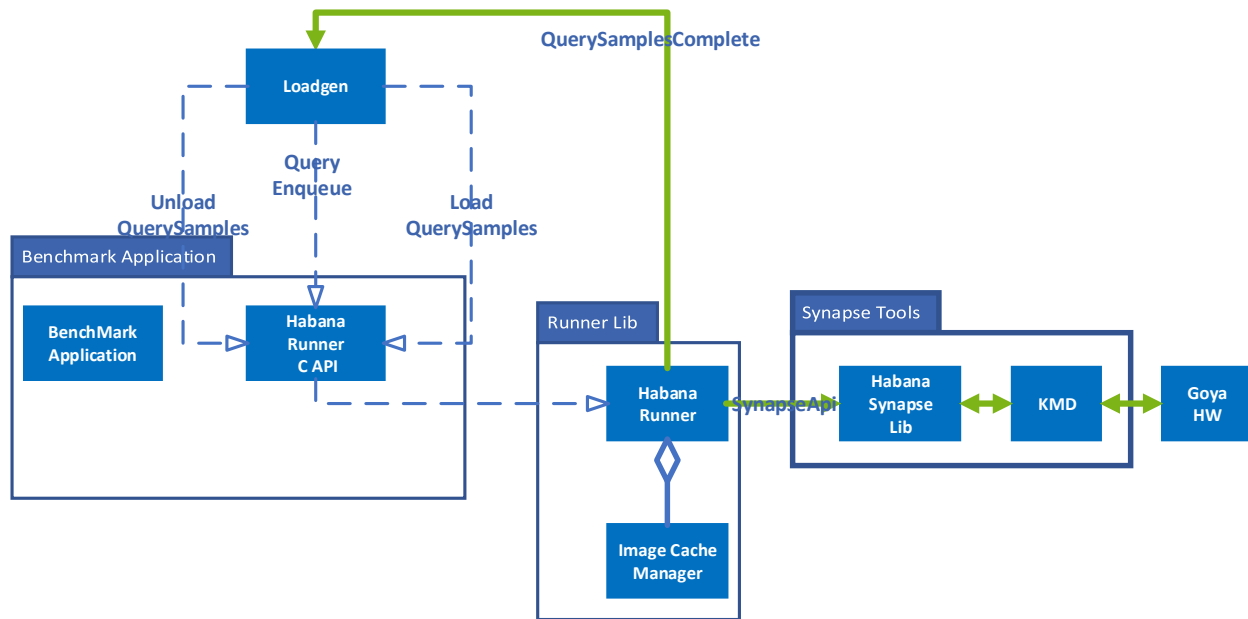 QuerySamplesComplete
Loadgen
Query
Enqueue
Unload
QuerySamples
Load
QuerySamples
Benchmark Application
BenchMark
Application
Habana
Runner
C API
Runner Lib
Habana
Runner
SynapseApi
Image Cache
Manager
Synapse Tools
Habana
Synapse
Lib
KMD
Goya
HW